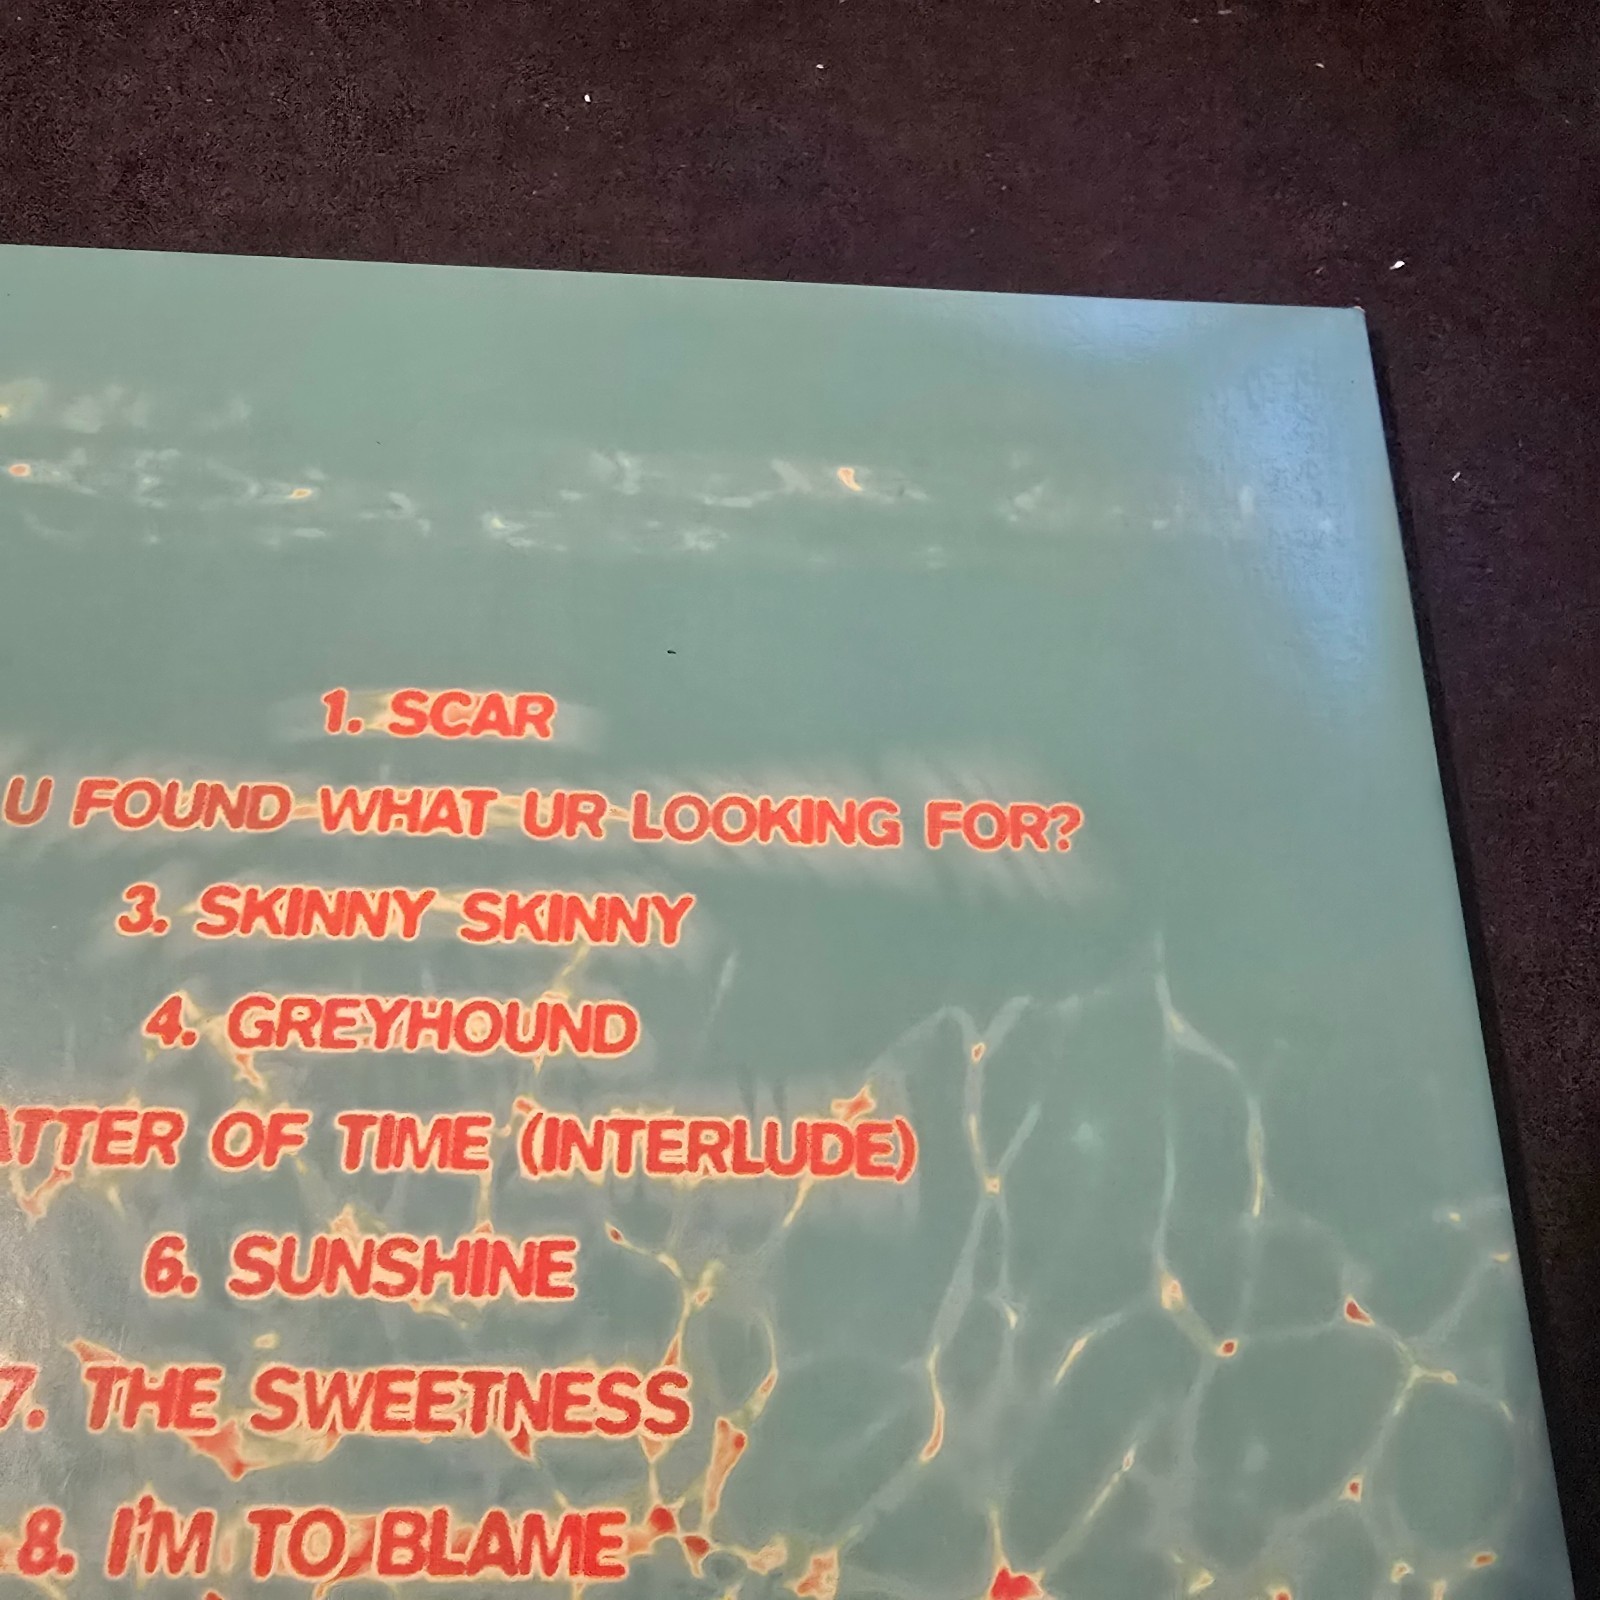 1. SCAR
U FOUND WHAT UR LOOKING FOR?
3. SKINNY SKINNY
4. GREYHOUND
ATTER OF TIME (INTERLUDE)
6. SUNSHINE
7. THE SWEETNESS
8. I'M TO BLAME